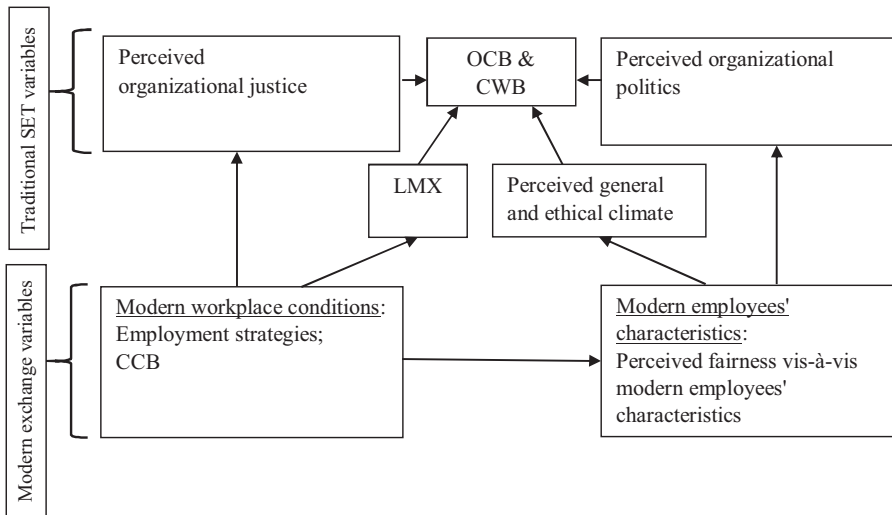 Traditional SET variables
Perceived
organizational justice
OCB &
CWB
Perceived organizational
politics
LMX
Perceived general
and ethical climate
Modern exchange variables
Modern workplace conditions:
Employment strategies;
CCB
Modern employees'
characteristics:
Perceived fairness vis-à-vis
modern employees'
characteristics